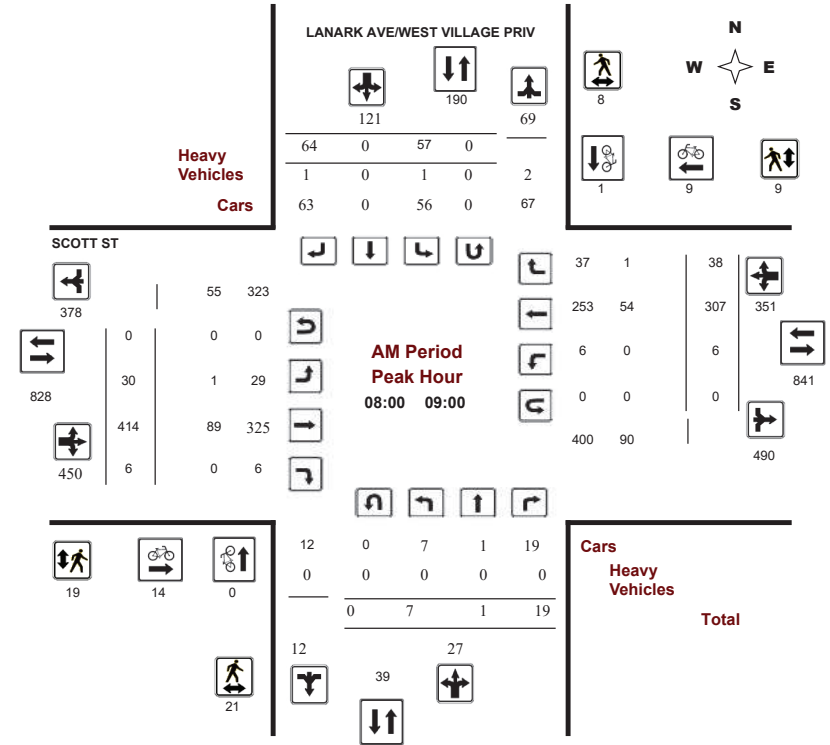 LANARK AVE/WEST VILLAGE PRIV
N
W E
S
190
8
121 69
64 0 57 0
Heavy
Vehicles
1 0 1 0 2
Cars
63 0 56 0 67
1 9 9
SCOTT ST
378
55 323
0 0 0
828
30 1 29
414 89 325
450
6 0 6
AM Period
Peak Hour
08:00 09:00
37 1 38
253 54 307 351
6 0 6
841
0 0 0
400 90
490
12 0 7 1 19
Cars
0 0 0 0 0
Heavy
Vehicles
0 7 1 19
Total
19 14 0
12 27
39
21